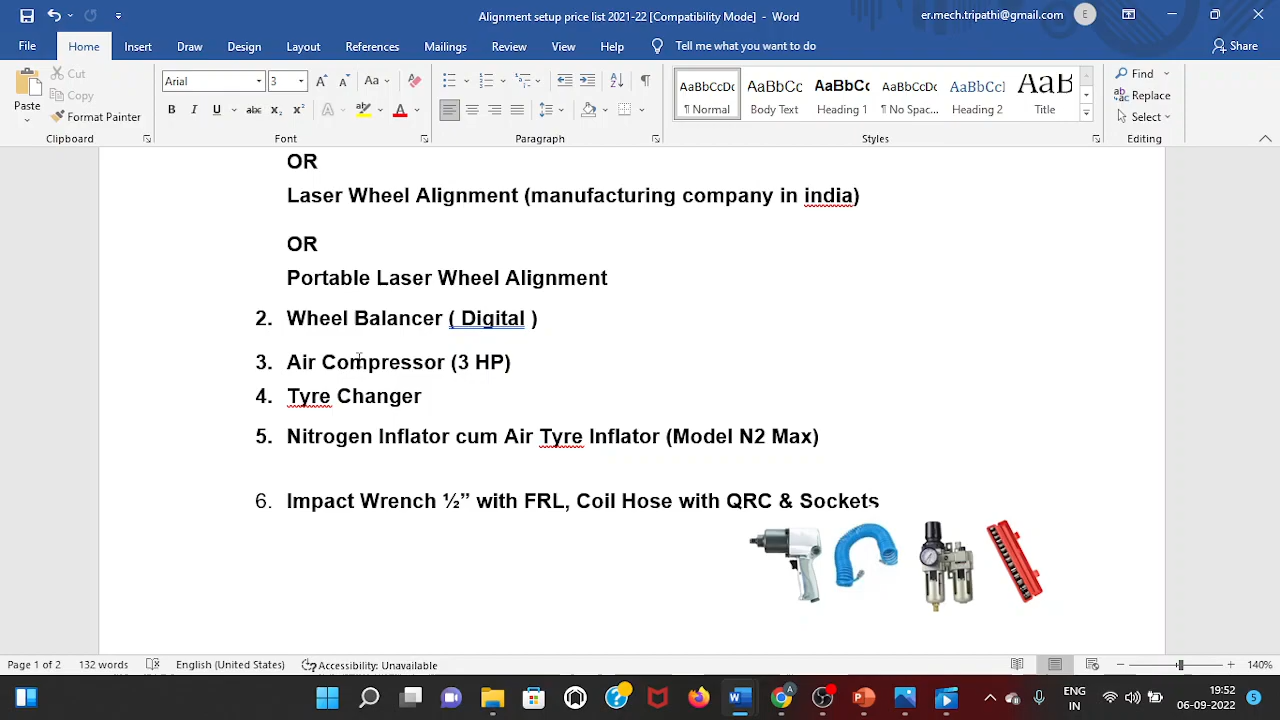 Alignment setup price list 2021-22 [Compatibility Mode] - Word
en.mech.tripathi@gmail.com E
File Home Insert Draw Design Layout References Mailings Review View Help Tell me what you want to do Share
Paste Cut Copy Format Painter
Clipboard
Arial 3
B I U abc x₂ x² A A
Font
Paragraph
AaBbCcDc AaBbCc AaBbCc AaBbCcDc AaBbCcI AaB
¶ Normal Body Text Heading 1 ¶ No Spac... Heading 2 Title
Styles
Find Replace Select
Editing
OR
Laser Wheel Alignment (manufacturing company in india)
OR
Portable Laser Wheel Alignment
2. Wheel Balancer ( Digital )
3. Air Compressor (3 HP)
4. Tyre Changer
5. Nitrogen Inflator cum Air Tyre Inflator (Model N2 Max)
6. Impact Wrench ½” with FRL, Coil Hose with QRC & Sockets
Page 1 of 2 132 words English (United States) Accessibility: Unavailable 140%
ENG
IN
19:52
06-09-2022
5